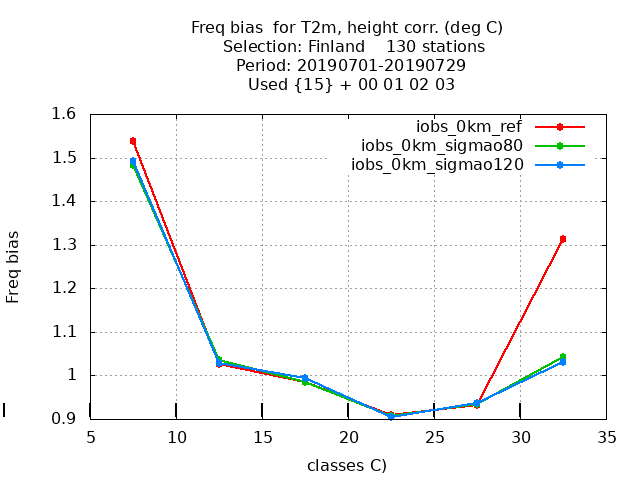 Freq bias  for T2m, height corr. (deg C)
Selection: Finland    130 stations
Period: 20190701-20190729
Used {15} + 00 01 02 03
iobs_0km_ref
iobs_0km_sigmao80
iobs_0km_sigmao120
1.6
1.5
1.4
1.3
1.2
1.1
1
0.9
Freq bias
5 10 15 20 25 30 35
classes C)